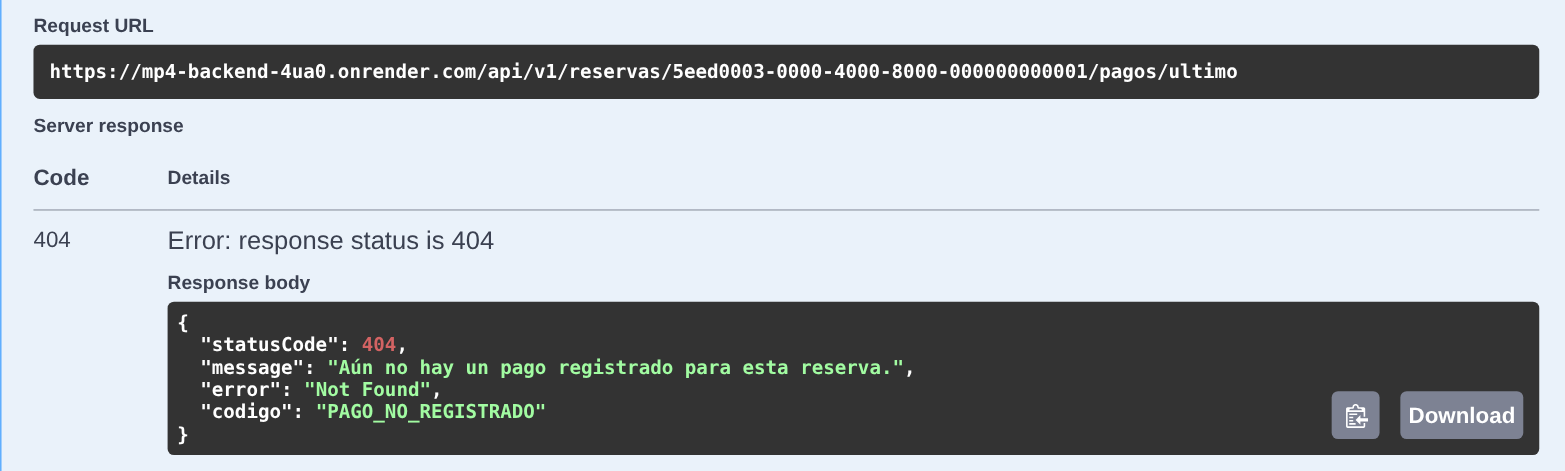 Request URL
https://mp4-backend-4ua0.onrender.com/api/v1/reservas/5eed0003-0000-4000-8000-000000000001/pagos/ultimo
Server response
Code Details
404 Error: response status is 404
Response body
{
"statusCode": 404,
"message": "Aún no hay un pago registrado para esta reserva.",
"error": "Not Found",
"codigo": "PAGO_NO_REGISTRADO"
}
Download